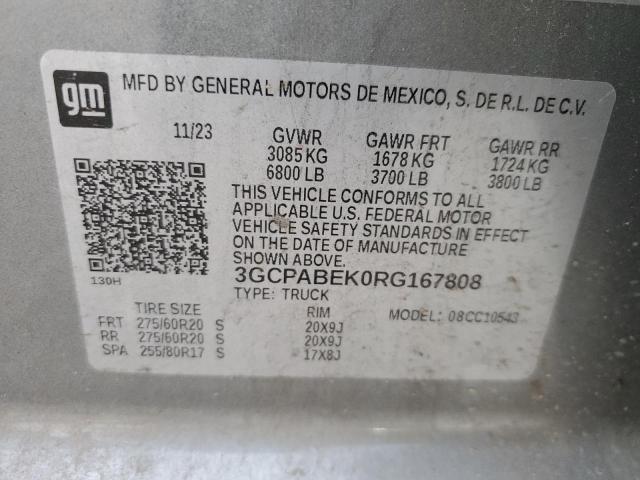 gm
MFD BY GENERAL MOTORS DE MEXICO, S. DE R.L. DE C.V.
11/23 GVWR GAWR FRT GAWR RR
3085 KG 1678 KG 1724 KG
6800 LB 3700 LB 3800 LB
THIS VEHICLE CONFORMS TO ALL
APPLICABLE U.S. FEDERAL MOTOR
VEHICLE SAFETY STANDARDS IN EFFECT
ON THE DATE OF MANUFACTURE
SHOWN ABOVE.
130H
3GCPABEK0RG167808
TYPE: TRUCK
TIRE SIZE RIM MODEL: 08CC10543
FRT 275/60R20 S 20X9J
RR 275/60R20 S 20X9J
SPA 255/80R17 S 17X8J